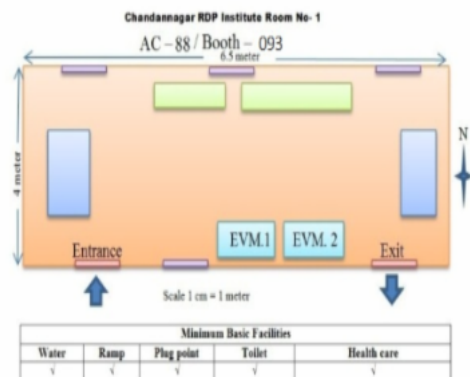 Chandannagar RDP Institute Room No- 1
AC – 88 / Booth – 093
6.5 meter
4 meter
N
EVM.1 EVM. 2
Entrance Exit
Scale 1 cm = 1 meter
Minimum Basic Facilities
Water Ramp Plug point Toilet Health care
√ √ √ √ √